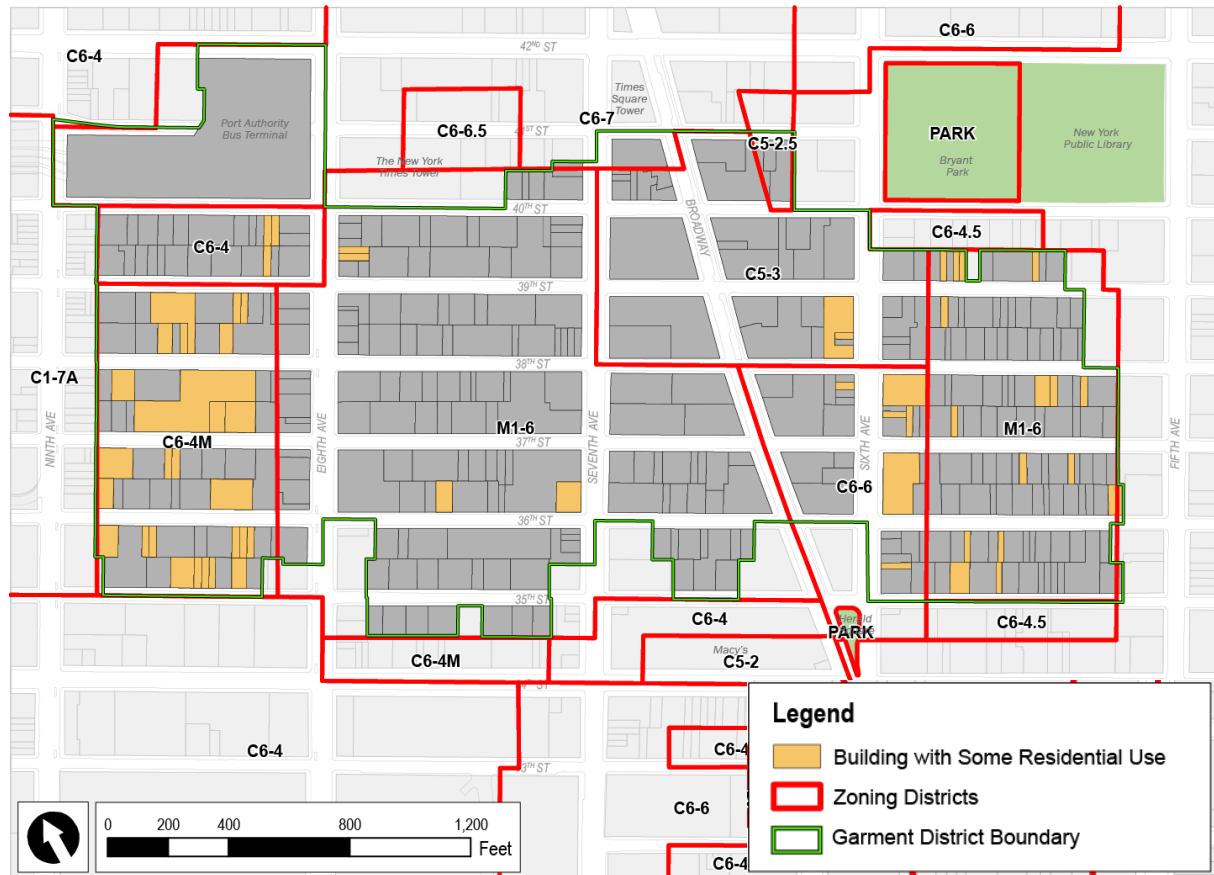 C6-6
42ND ST
C6-4
Times
Square
Tower
C6-7
Port Authority
Bus Terminal
C6-6.5
41ST ST
PARK
New York
Public Library
C5-2.5
The New York
Times Tower
Bryant
Park
40TH ST
BROADWAY
C6-4
C6-4.5
C5-3
39TH ST
38TH ST
C1-7A
NINTH AVE
C6-4M
EIGHTH AVE
M1-6
37TH ST
SEVENTH AVE
SIXTH AVE
M1-6
FIFTH AVE
C6-6
36TH ST
35TH ST
C6-4
Herald
PARK
C6-4.5
C6-4M
Macy's
C5-2
TH ST
C6-4
C6-4
3TH ST
C6-6
C6-4
Legend
Building with Some Residential Use
Zoning Districts
Garment District Boundary
0 200 400 800 1,200
Feet